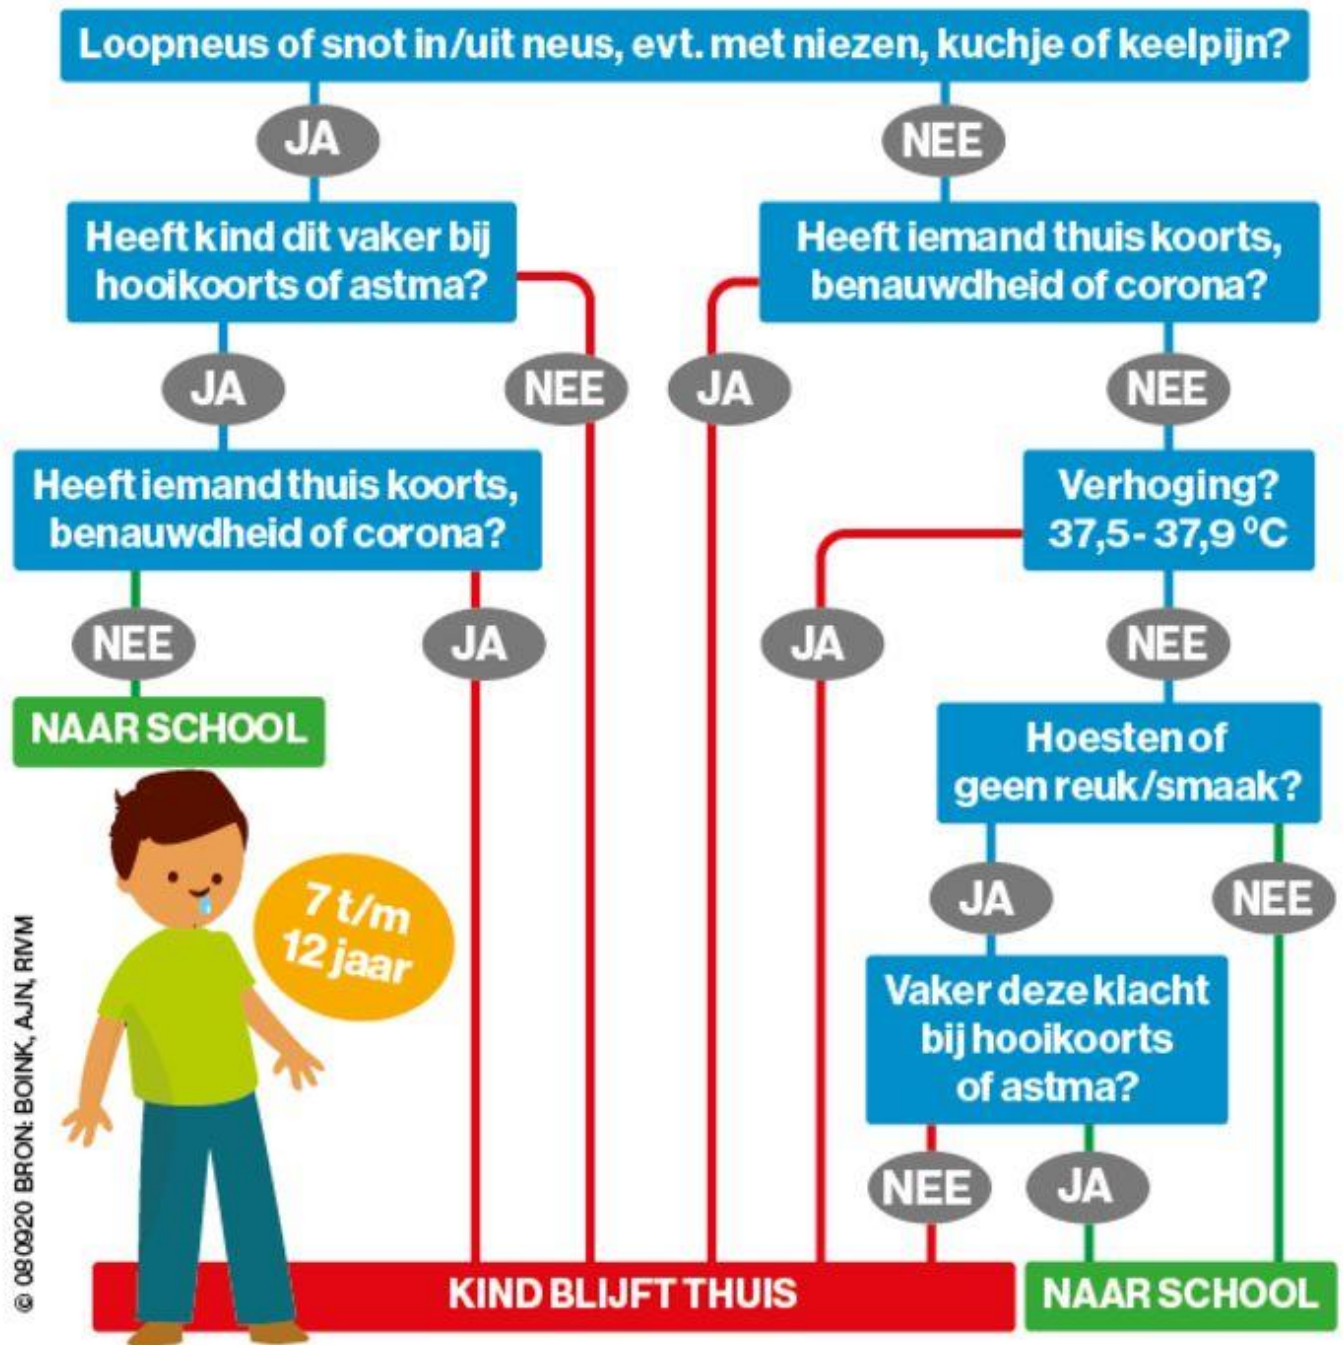 Loopneus of snot in/uit neus, evt. met niezen, kuchje of keelpijn?
JA
NEE
Heeft kind dit vaker bij
hooikoorts of astma?
Heeft iemand thuis koorts,
benauwdheid of corona?
JA
NEE
JA
NEE
Heeft iemand thuis koorts,
benauwdheid of corona?
Verhoging?
37,5 - 37,9 ºC
NEE
JA
JA
NEE
NAAR SCHOOL
Hoesten of
geen reuk/smaak?
7 t/m
12 jaar
JA
NEE
Vaker deze klacht
bij hooikoorts
of astma?
NEE
JA
KIND BLIJFT THUIS
NAAR SCHOOL
© 080920 BRON: BOINK, AJN, RIVM